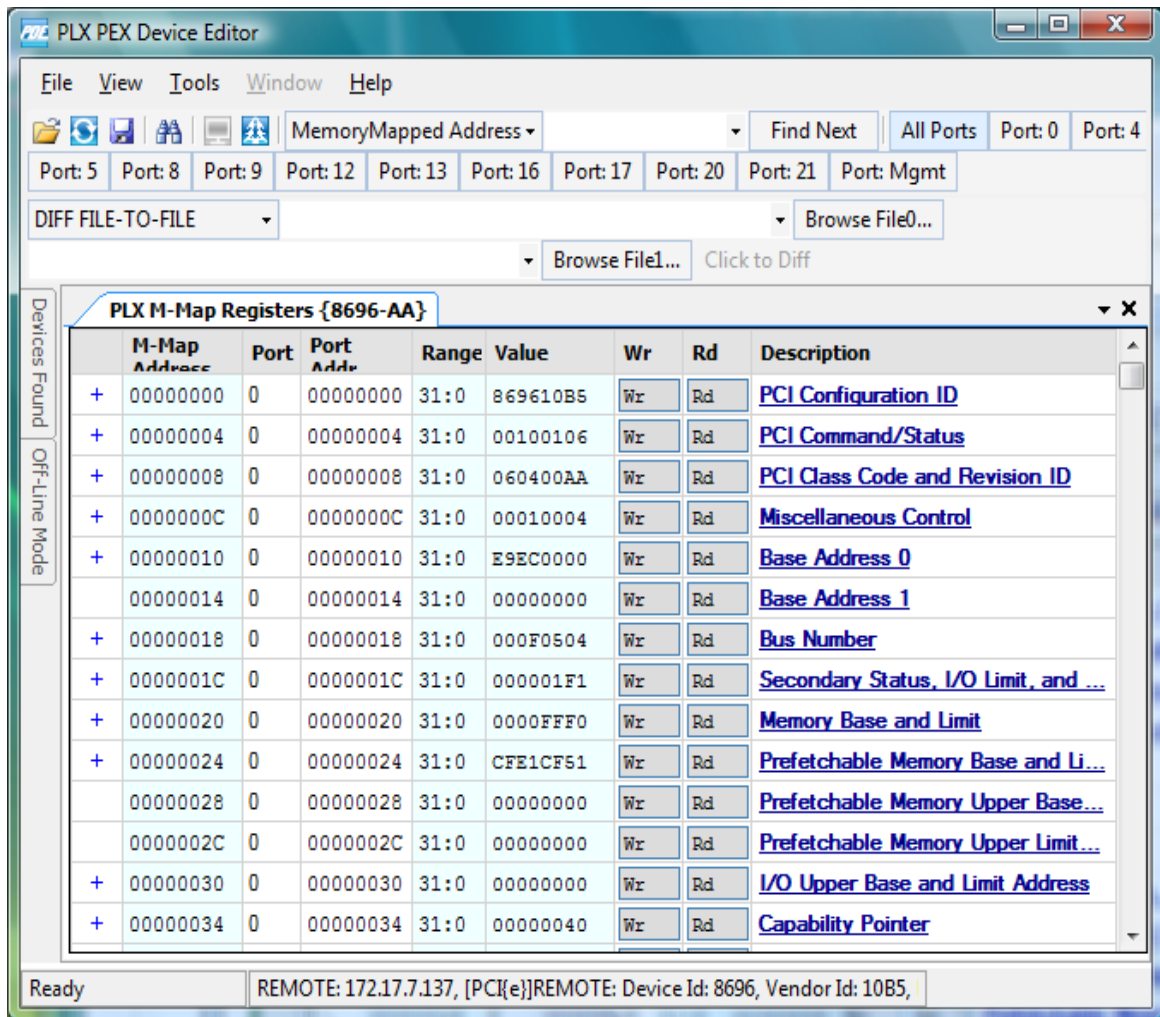 PDE PLX PEX Device Editor
File View Tools Window Help
MemoryMapped Address Find Next All Ports Port: 0 Port: 4
Port: 5 Port: 8 Port: 9 Port: 12 Port: 13 Port: 16 Port: 17 Port: 20 Port: 21 Port: Mgmt
DIFF FILE-TO-FILE Browse File0...
Browse File1... Click to Diff
Devices Found
Off-Line Mode
PLX M-Map Registers {8696-AA}
M-Map Address Port Port Addr Range Value Wr Rd Description
+ 00000000 0 00000000 31:0 869610B5 Wr Rd PCI Configuration ID
+ 00000004 0 00000004 31:0 00100106 Wr Rd PCI Command/Status
+ 00000008 0 00000008 31:0 060400AA Wr Rd PCI Class Code and Revision ID
+ 0000000C 0 0000000C 31:0 00010004 Wr Rd Miscellaneous Control
+ 00000010 0 00000010 31:0 E9EC0000 Wr Rd Base Address 0
00000014 0 00000014 31:0 00000000 Wr Rd Base Address 1
+ 00000018 0 00000018 31:0 000F0504 Wr Rd Bus Number
+ 0000001C 0 0000001C 31:0 000001F1 Wr Rd Secondary Status, I/O Limit, and ...
+ 00000020 0 00000020 31:0 0000FFF0 Wr Rd Memory Base and Limit
+ 00000024 0 00000024 31:0 CFE1CF51 Wr Rd Prefetchable Memory Base and Li...
00000028 0 00000028 31:0 00000000 Wr Rd Prefetchable Memory Upper Base...
0000002C 0 0000002C 31:0 00000000 Wr Rd Prefetchable Memory Upper Limit...
+ 00000030 0 00000030 31:0 00000000 Wr Rd I/O Upper Base and Limit Address
+ 00000034 0 00000034 31:0 00000040 Wr Rd Capability Pointer
Ready REMOTE: 172.17.7.137, [PCI{e}]REMOTE: Device Id: 8696, Vendor Id: 10B5,